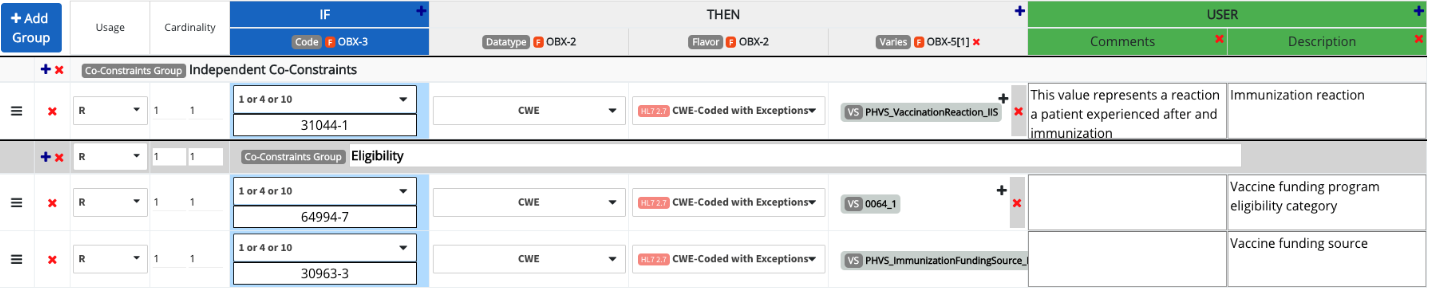 + Add Group
Usage
Cardinality
IF
THEN
USER
Code F OBX-3
Datatype F OBX-2
Flavor F OBX-2
Varies F OBX-5[1]
Comments
Description
Co-Constraints Group Independent Co-Constraints
R 1 1
1 or 4 or 10
31044-1
CWE
HL7 2.7 CWE-Coded with Exceptions
VS PHVS_VaccinationReaction_IIS
This value represents a reaction
a patient experienced after and
immunization
Immunization reaction
R 1 1
Co-Constraints Group Eligibility
R 1 1
1 or 4 or 10
64994-7
CWE
HL7 2.7 CWE-Coded with Exceptions
VS 0064_1
Vaccine funding program
eligibility category
R 1 1
1 or 4 or 10
30963-3
CWE
HL7 2.7 CWE-Coded with Exceptions
VS PHVS_ImmunizationFundingSource_
Vaccine funding source